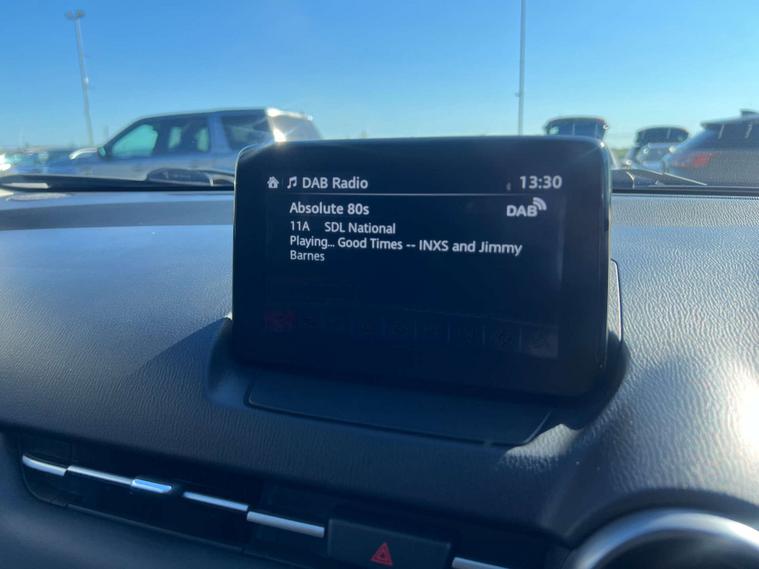 DAB Radio 13:30
Absolute 80s DAB
11A SDL National
Playing... Good Times -- INXS and Jimmy
Barnes